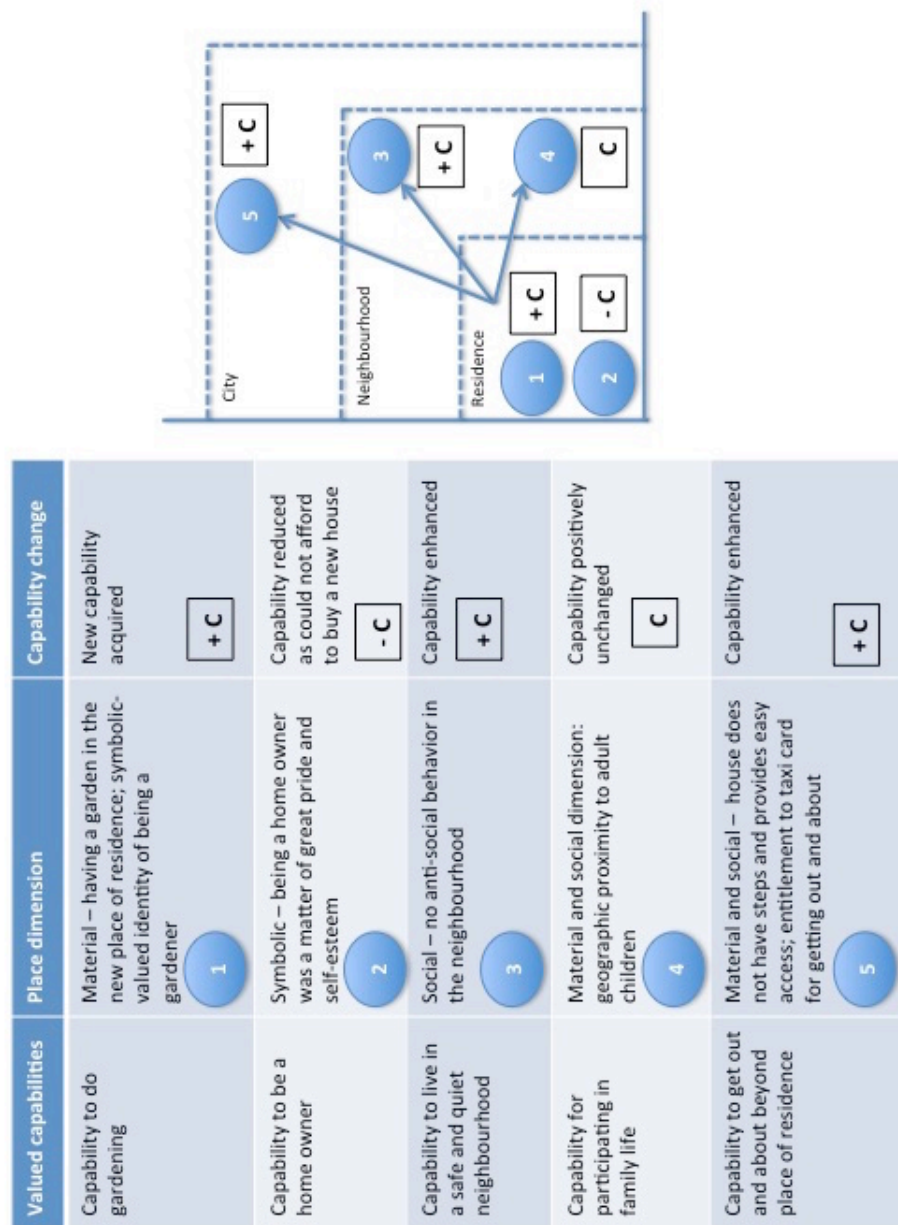 Valued capabilities
Place dimension
Capability change
Capability to do
gardening
Material – having a garden in the
new place of residence; symbolic-
valued identity of being a
gardener
1
New capability
acquired
+ C
Capability to be a
home owner
Symbolic – being a home owner
was a matter of great pride and
self-esteem
2
Capability reduced
as could not afford
to buy a new house
- C
Capability to live in
a safe and quiet
neighbourhood
Social – no anti-social behavior in
the neighbourhood
3
Capability enhanced
+ C
Capability for
participating in
family life
Material and social dimension:
geographic proximity to adult
children
4
Capability positively
unchanged
C
Capability to get out
and about beyond
place of residence
Material and social – house does
not have steps and provides easy
access; entitlement to taxi card
for getting out and about
5
Capability enhanced
+ C
City
5
+ C
Neighbourhood
3
+ C
Residence
4
C
1
+ C
2
- C